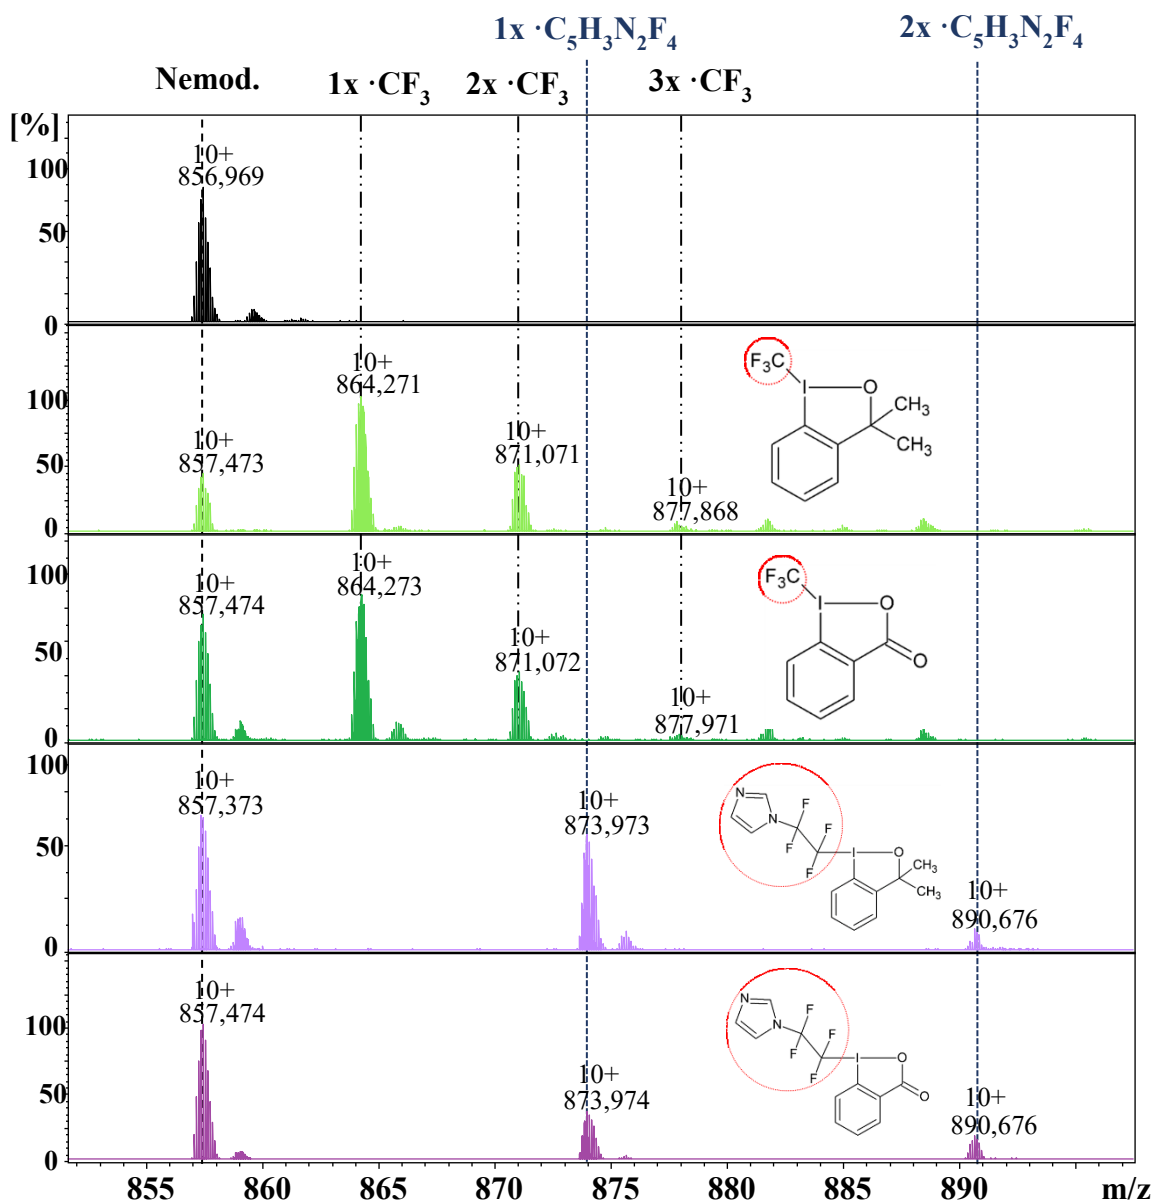 1x ·C₅H₃N₂F₄
2x ·C₅H₃N₂F₄
Nemod.
1x ·CF₃
2x ·CF₃
3x ·CF₃
[%]
100
50
0
10+
856,969
100
50
0
10+
857,473
10+
864,271
10+
871,071
10+
877,868
F₃C
I
O
CH₃
CH₃
100
50
0
10+
857,474
10+
864,273
10+
871,072
10+
877,971
F₃C
I
O
O
100
50
0
10+
857,373
10+
873,973
10+
890,676
N
N
F
F
F
F
I
O
CH₃
CH₃
100
50
0
10+
857,474
10+
873,974
10+
890,676
N
N
F
F
F
F
I
O
O
855 860 865 870 875 880 885 890 m/z